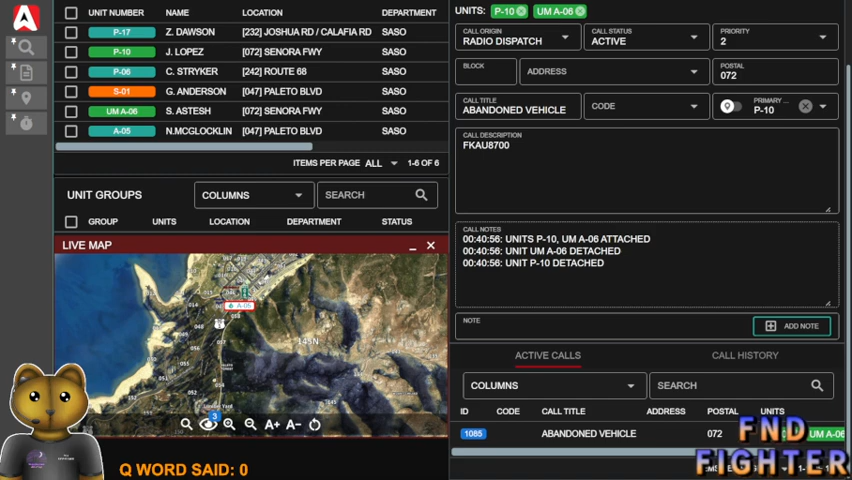 UNIT NUMBER NAME LOCATION DEPARTMENT
P-17 Z. DAWSON [232] JOSHUA RD / CALAFIA RD SASO
P-10 J. LOPEZ [072] SENORA FWY SASO
P-06 C. STRYKER [242] ROUTE 68 SASO
S-01 G. ANDERSON [047] PALETO BLVD SASO
UM A-06 S. ASTESH [072] SENORA FWY SASO
A-05 N.MCGLOCKLIN [047] PALETO BLVD SASO
ITEMS PER PAGE ALL 1-6 OF 6
UNIT GROUPS COLUMNS SEARCH
GROUP UNITS LOCATION DEPARTMENT STATUS
LIVE MAP
A-05
145N
3
A+ A-
Q WORD SAID: 0
UNITS: P-10 UM A-06
CALL ORIGIN CALL STATUS PRIORITY
RADIO DISPATCH ACTIVE 2
BLOCK ADDRESS POSTAL
072
CALL TITLE CODE PRIMARY ...
ABANDONED VEHICLE P-10
CALL DESCRIPTION
FKAU8700
CALL NOTES
00:40:56: UNITS P-10, UM A-06 ATTACHED
00:40:56: UNIT UM A-06 DETACHED
00:40:56: UNIT P-10 DETACHED
NOTE ADD NOTE
ACTIVE CALLS CALL HISTORY
COLUMNS SEARCH
ID CODE CALL TITLE ADDRESS POSTAL UNITS
1085 ABANDONED VEHICLE 072 UM A-06
FND
FIGHTER